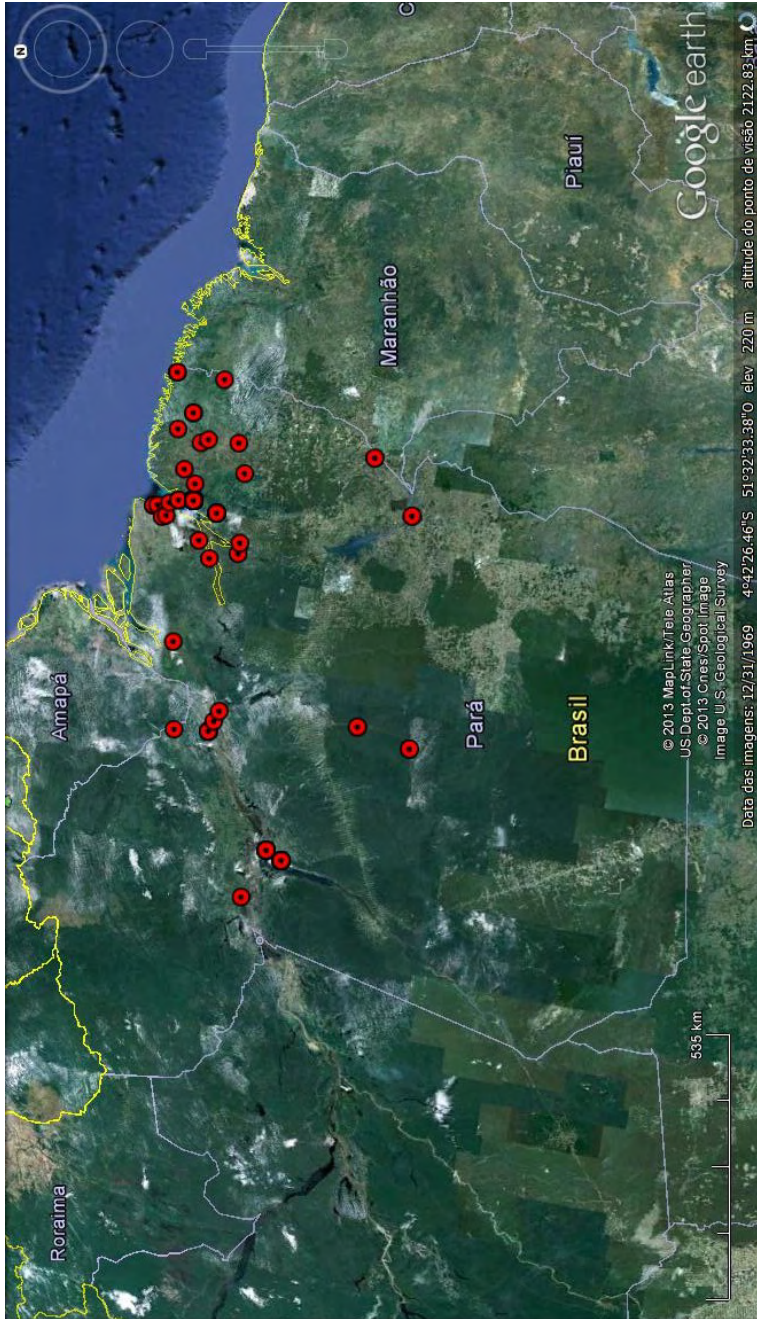 N
C
Amapá
Roraima
Maranhão
Piauí
Pará
Brasil
© 2013 MapLink/Tele Atlas
US Dept of State Geographer
© 2013 Cnes/Spot Image
Image U.S. Geological Survey
Google earth
535 km
Data das imagens: 12/31/1969 4°42'26.46"S 51°32'33.38"O elev 220 m altitude do ponto de visão 2122.83 km